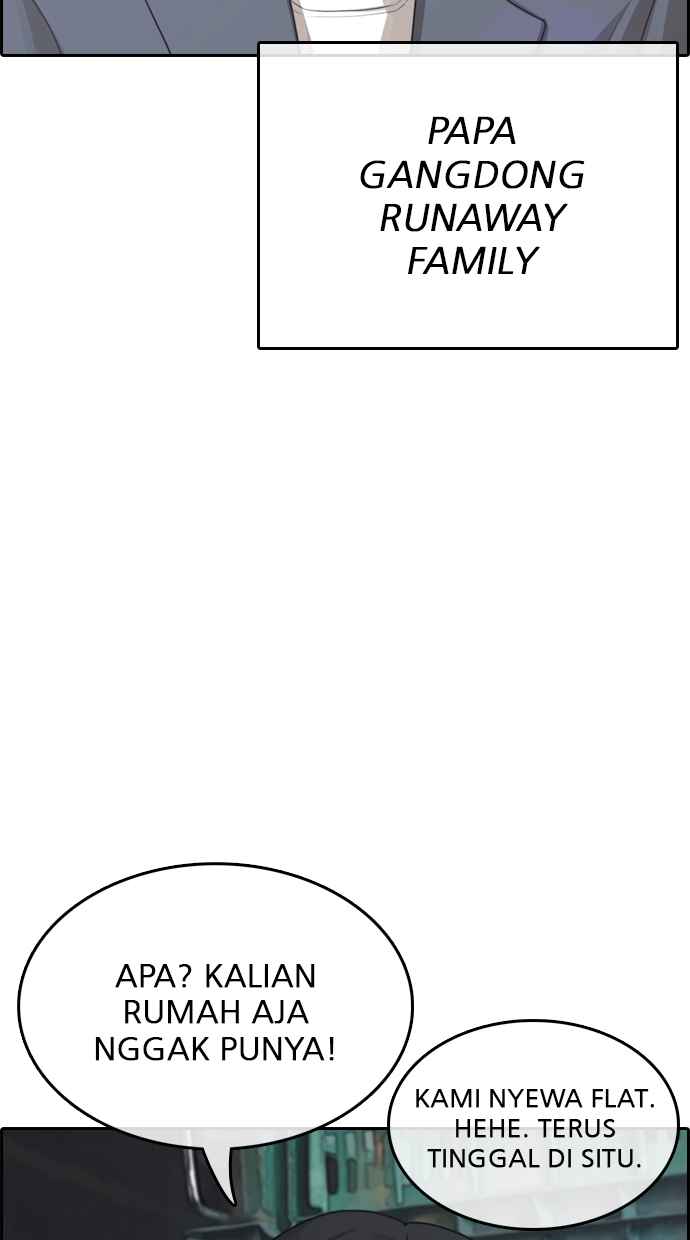 PAPA
GANGDONG
RUNAWAY
FAMILY
APA? KALIAN
RUMAH AJA
NGGAK PUNYA!
KAMI NYEWA FLAT.
HEHE. TERUS
TINGGAL DI SITU.